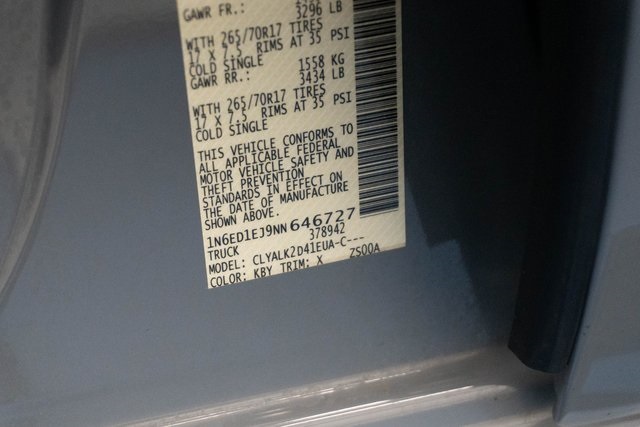 GAWR FR.: 3296 LB
WITH 265/70R17 TIRES
17 X 7.5 RIMS AT 35 PSI
COLD SINGLE 1558 KG
GAWR RR.: 3434 LB
WITH 265/70R17 TIRES
17 X 7.5 RIMS AT 35 PSI
COLD SINGLE
THIS VEHICLE CONFORMS TO
ALL APPLICABLE FEDERAL
MOTOR VEHICLE SAFETY AND
THEFT PREVENTION
STANDARDS IN EFFECT ON
THE DATE OF MANUFACTURE
SHOWN ABOVE.
1N6ED1EJ9NN646727
TRUCK 378942
MODEL: CLYALK2D41EUA-C---
COLOR: KBY TRIM: X ZS00A